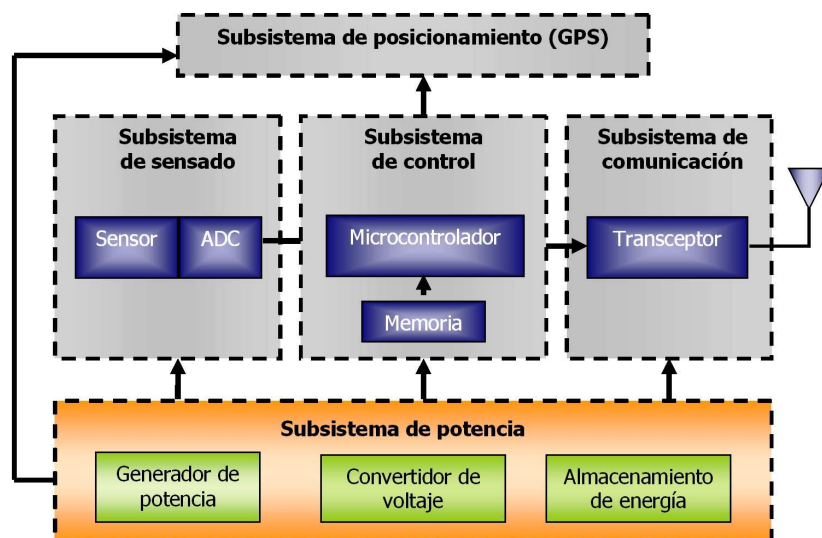 Subsistema de posicionamiento (GPS)
Subsistema
de sensado
Subsistema
de control
Subsistema de
comunicación
Sensor
ADC
Microcontrolador
Transceptor
Memoria
Subsistema de potencia
Generador de
potencia
Convertidor de
voltaje
Almacenamiento
de energía